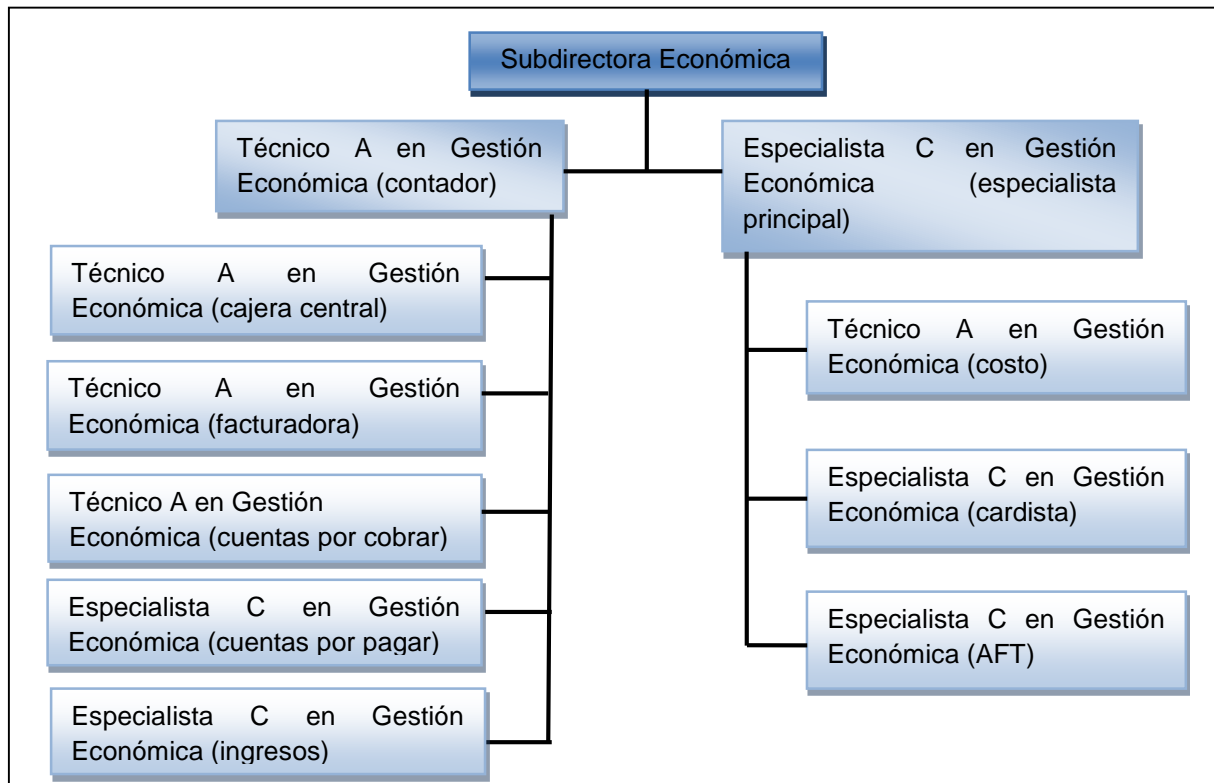 Subdirectora Económica
Técnico A en Gestión
Económica (contador)
Especialista C en Gestión
Económica (especialista
principal)
Técnico A en Gestión
Económica (cajera central)
Técnico A en Gestión
Económica (facturadora)
Técnico A en Gestión
Económica (cuentas por cobrar)
Especialista C en Gestión
Económica (cuentas por pagar)
Especialista C en Gestión
Económica (ingresos)
Técnico A en Gestión
Económica (costo)
Especialista C en Gestión
Económica (cardista)
Especialista C en Gestión
Económica (AFT)